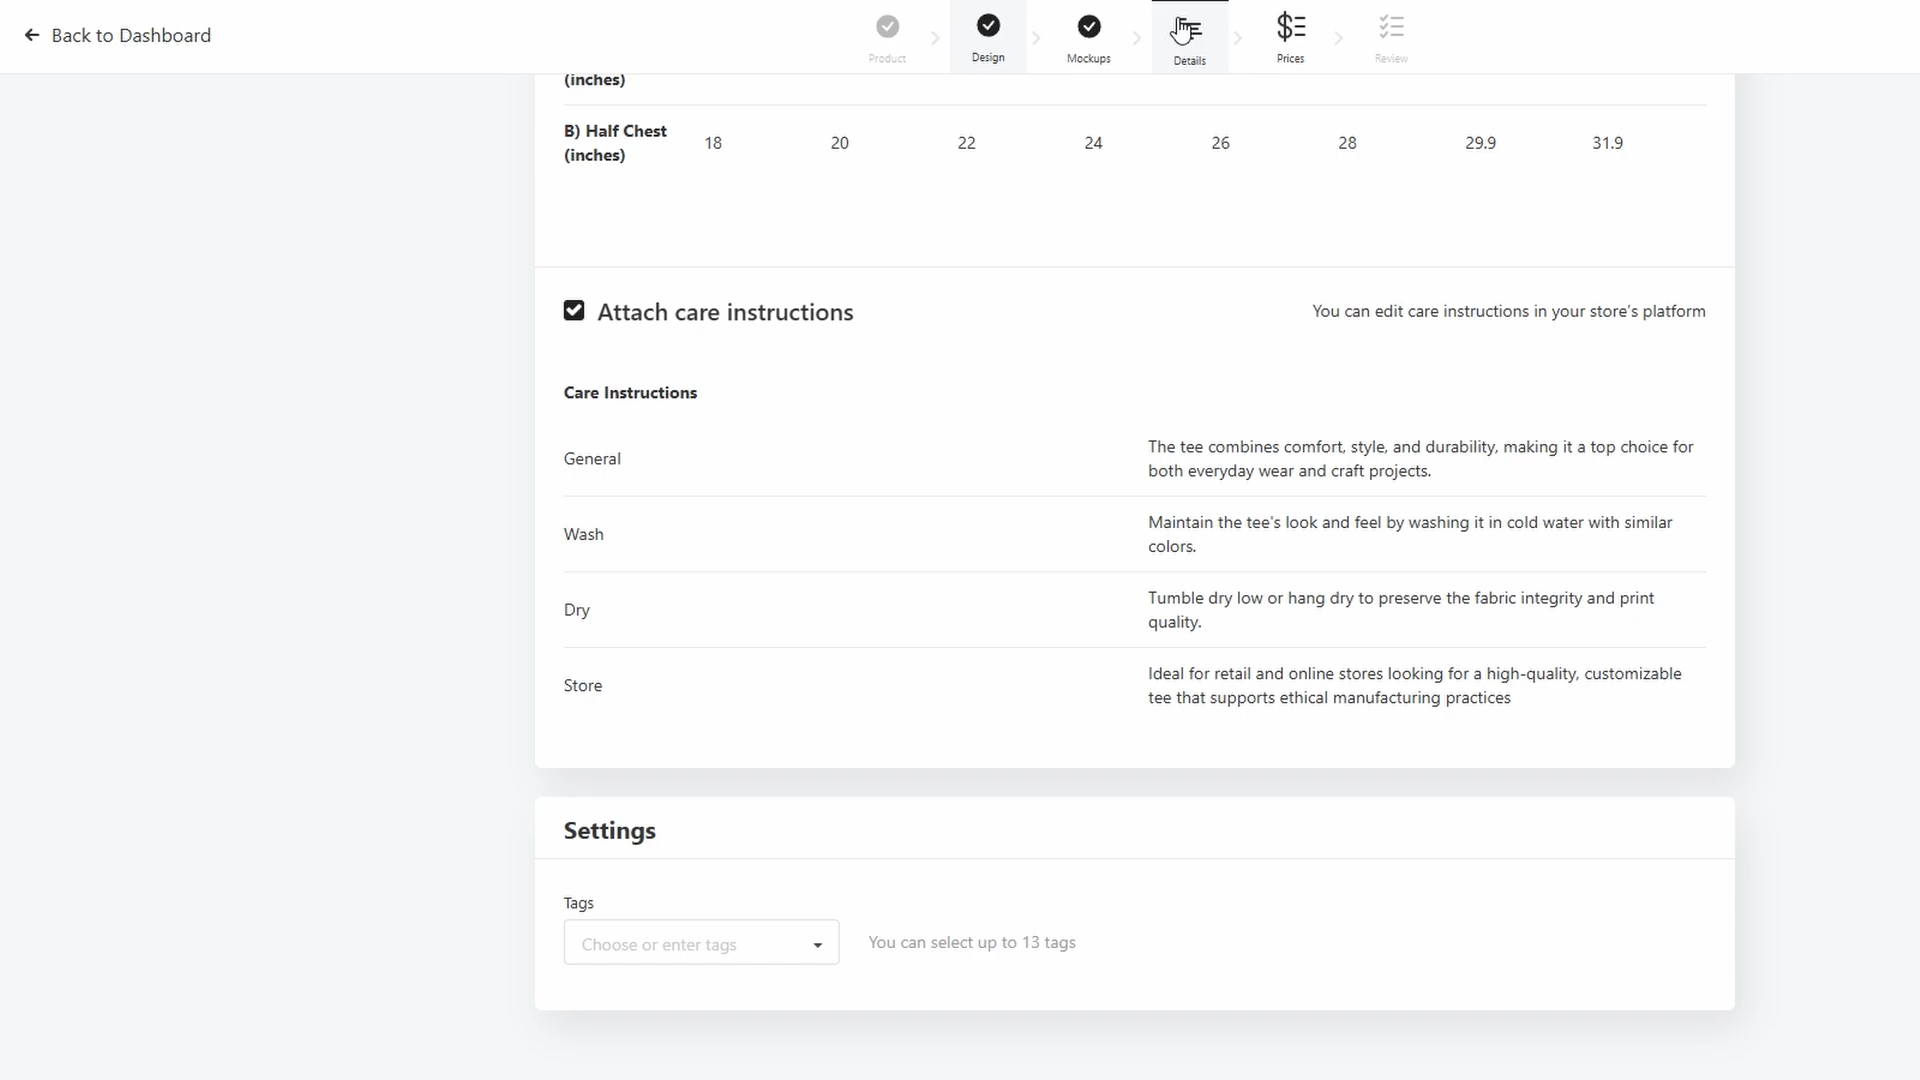 Back to Dashboard
Product
Design
Mockups
Details
Prices
Review
(inches)
B) Half Chest
(inches)
18 20 22 24 26 28 29.9 31.9
Attach care instructions
You can edit care instructions in your store's platform
Care Instructions
General
The tee combines comfort, style, and durability, making it a top choice for
both everyday wear and craft projects.
Wash
Maintain the tee's look and feel by washing it in cold water with similar
colors.
Dry
Tumble dry low or hang dry to preserve the fabric integrity and print
quality.
Store
Ideal for retail and online stores looking for a high-quality, customizable
tee that supports ethical manufacturing practices
Settings
Tags
Choose or enter tags
You can select up to 13 tags